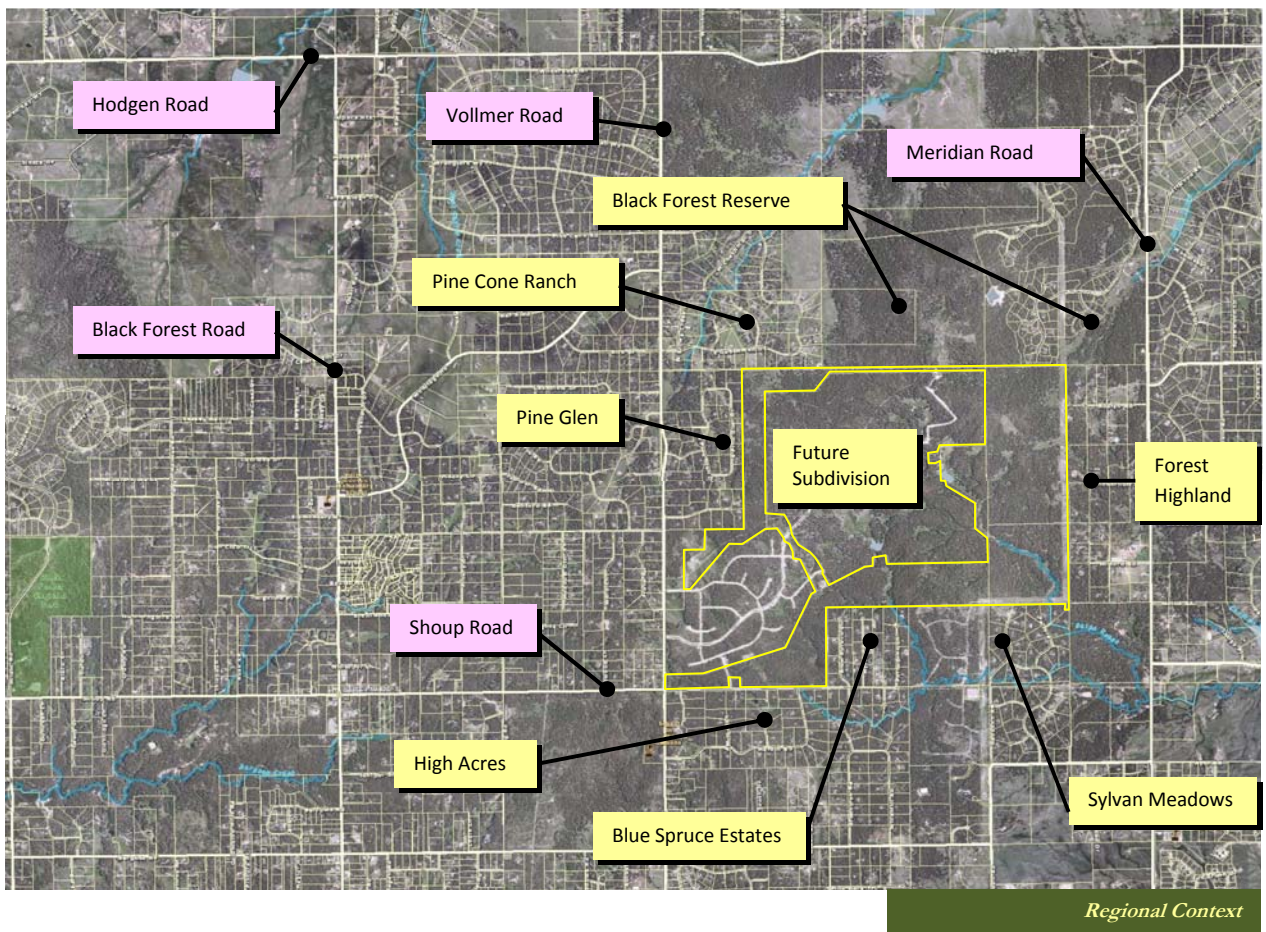 Hodgen Road
Vollmer Road
Meridian Road
Black Forest Reserve
Pine Cone Ranch
Black Forest Road
Pine Glen
Future
Subdivision
Forest
Highland
Shoup Road
High Acres
Sylvan Meadows
Blue Spruce Estates
Regional Context